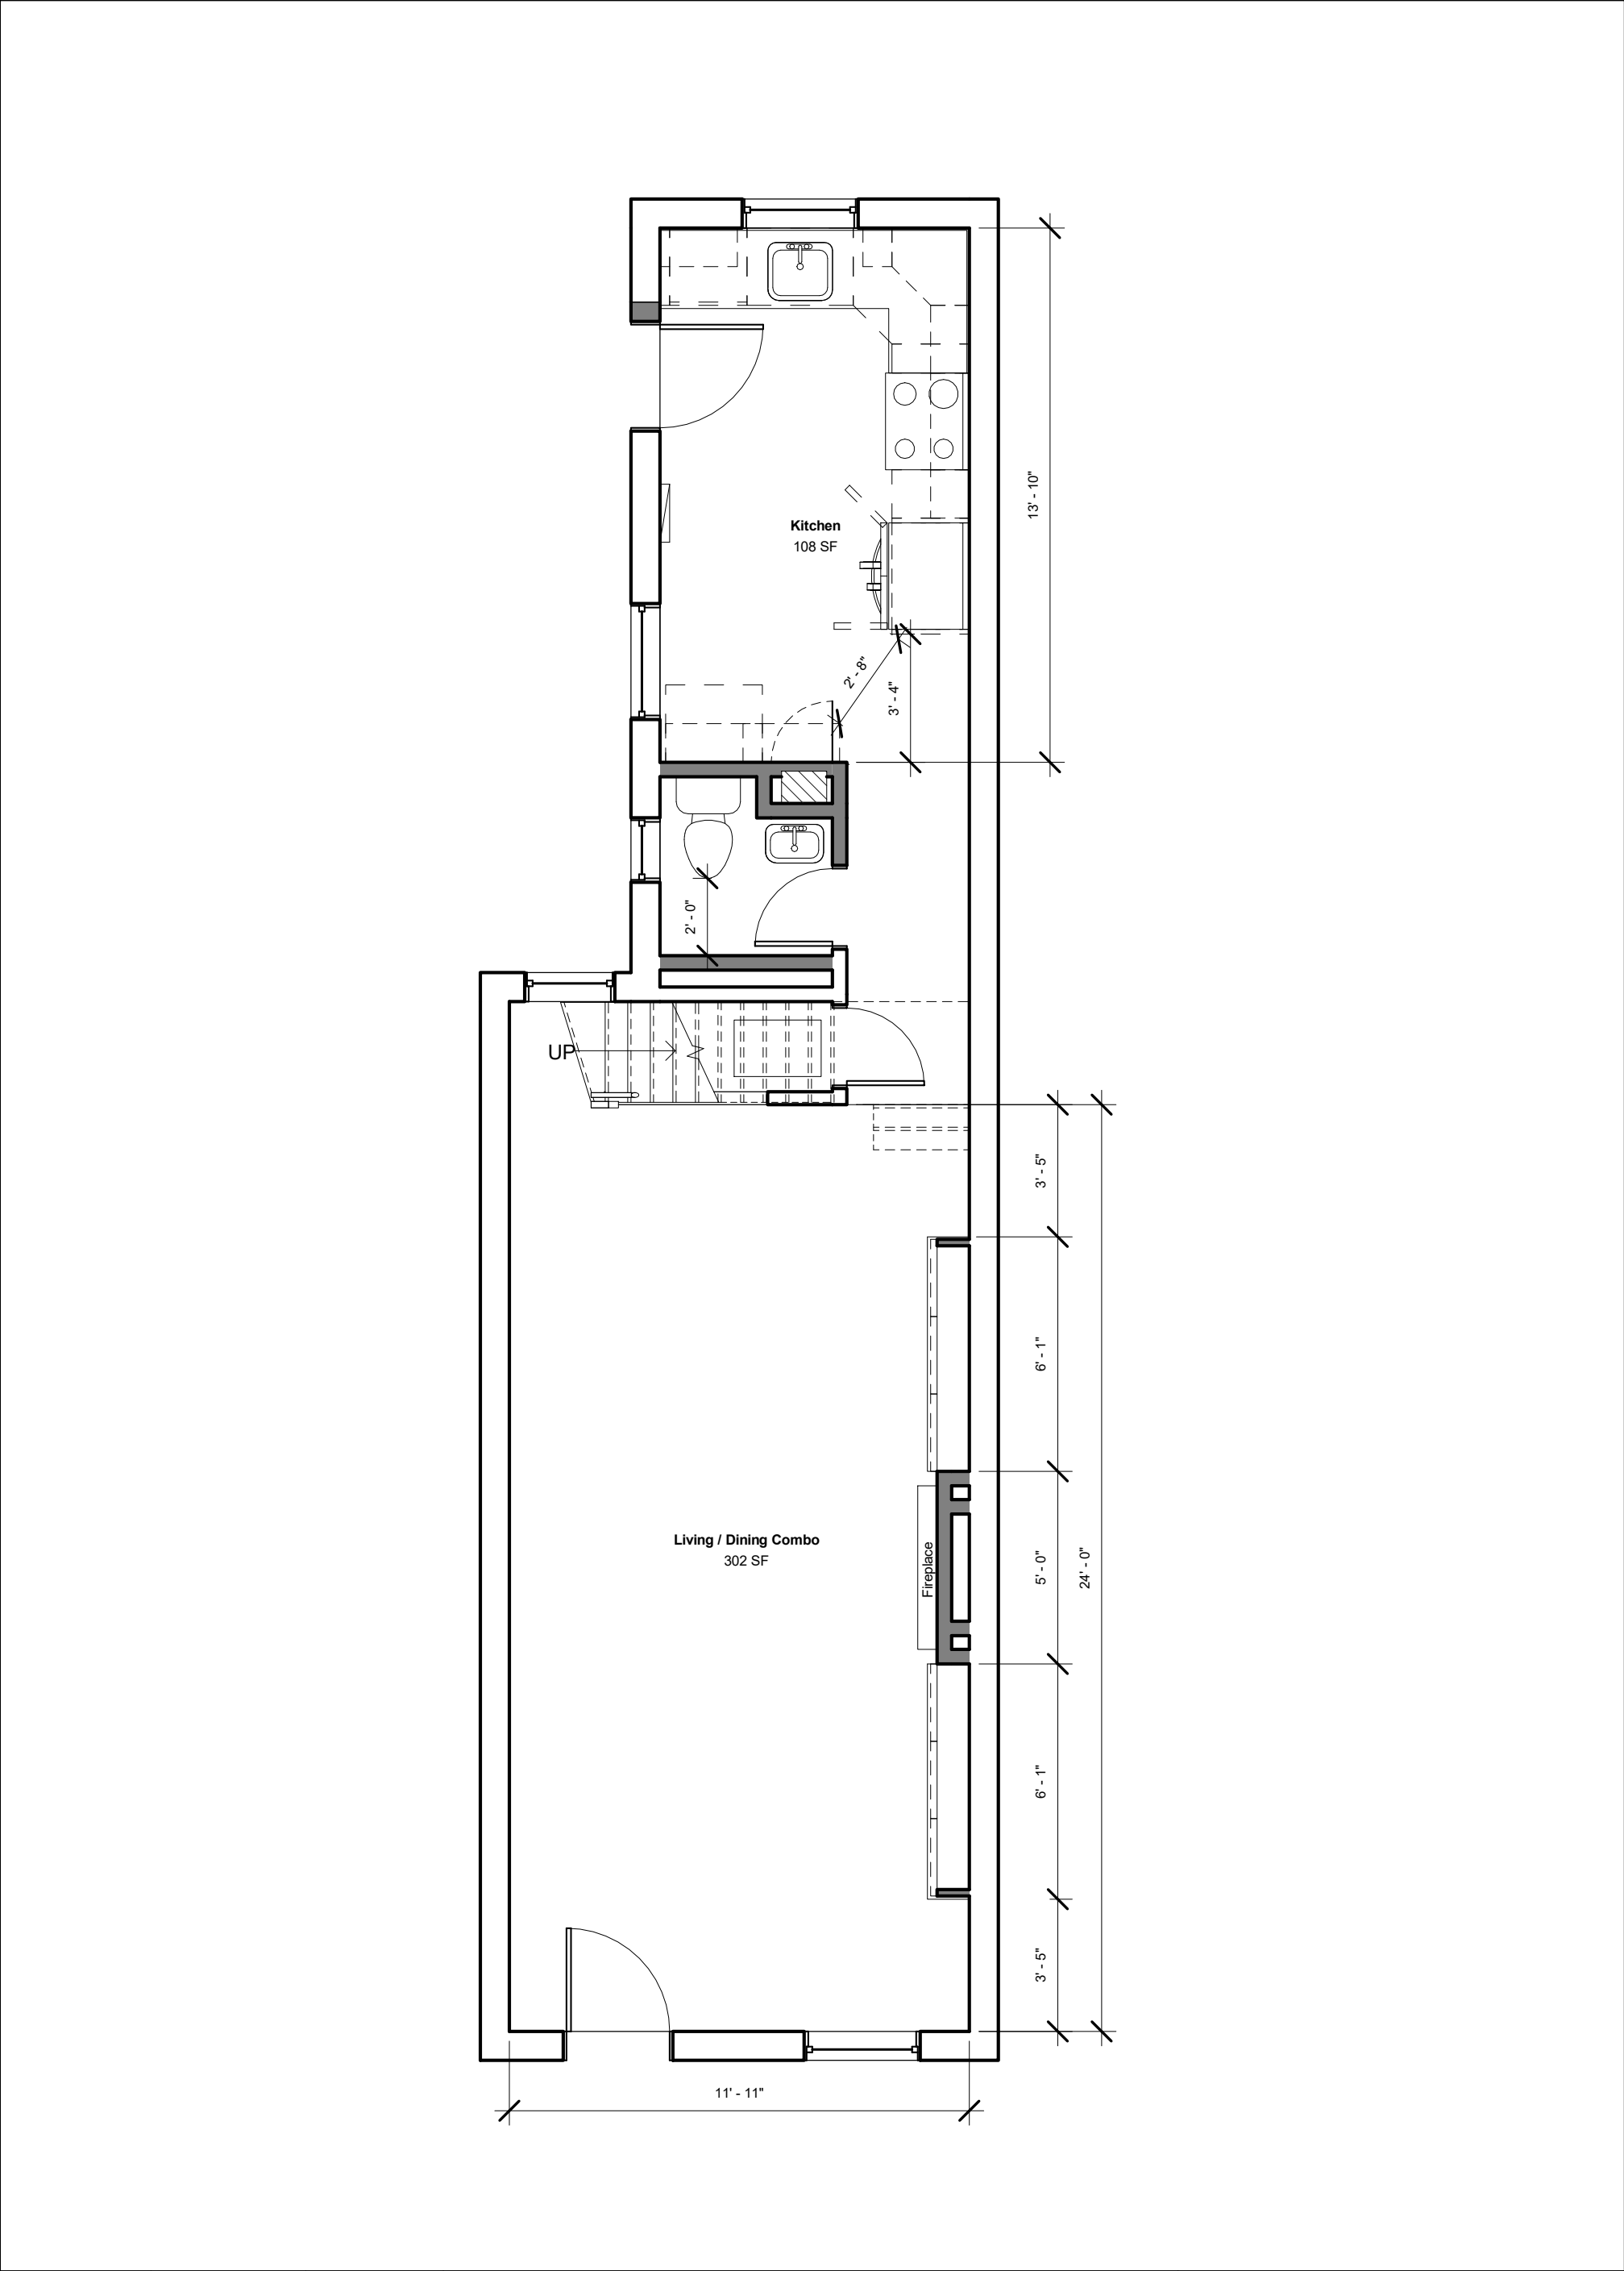 13' - 10"
Kitchen
108 SF
2' - 8"
3' - 4"
2' - 0"
UP
3' - 5"
6' - 1"
Living / Dining Combo
302 SF
Fireplace
5' - 0"
24' - 0"
6' - 1"
3' - 5"
11' - 11"